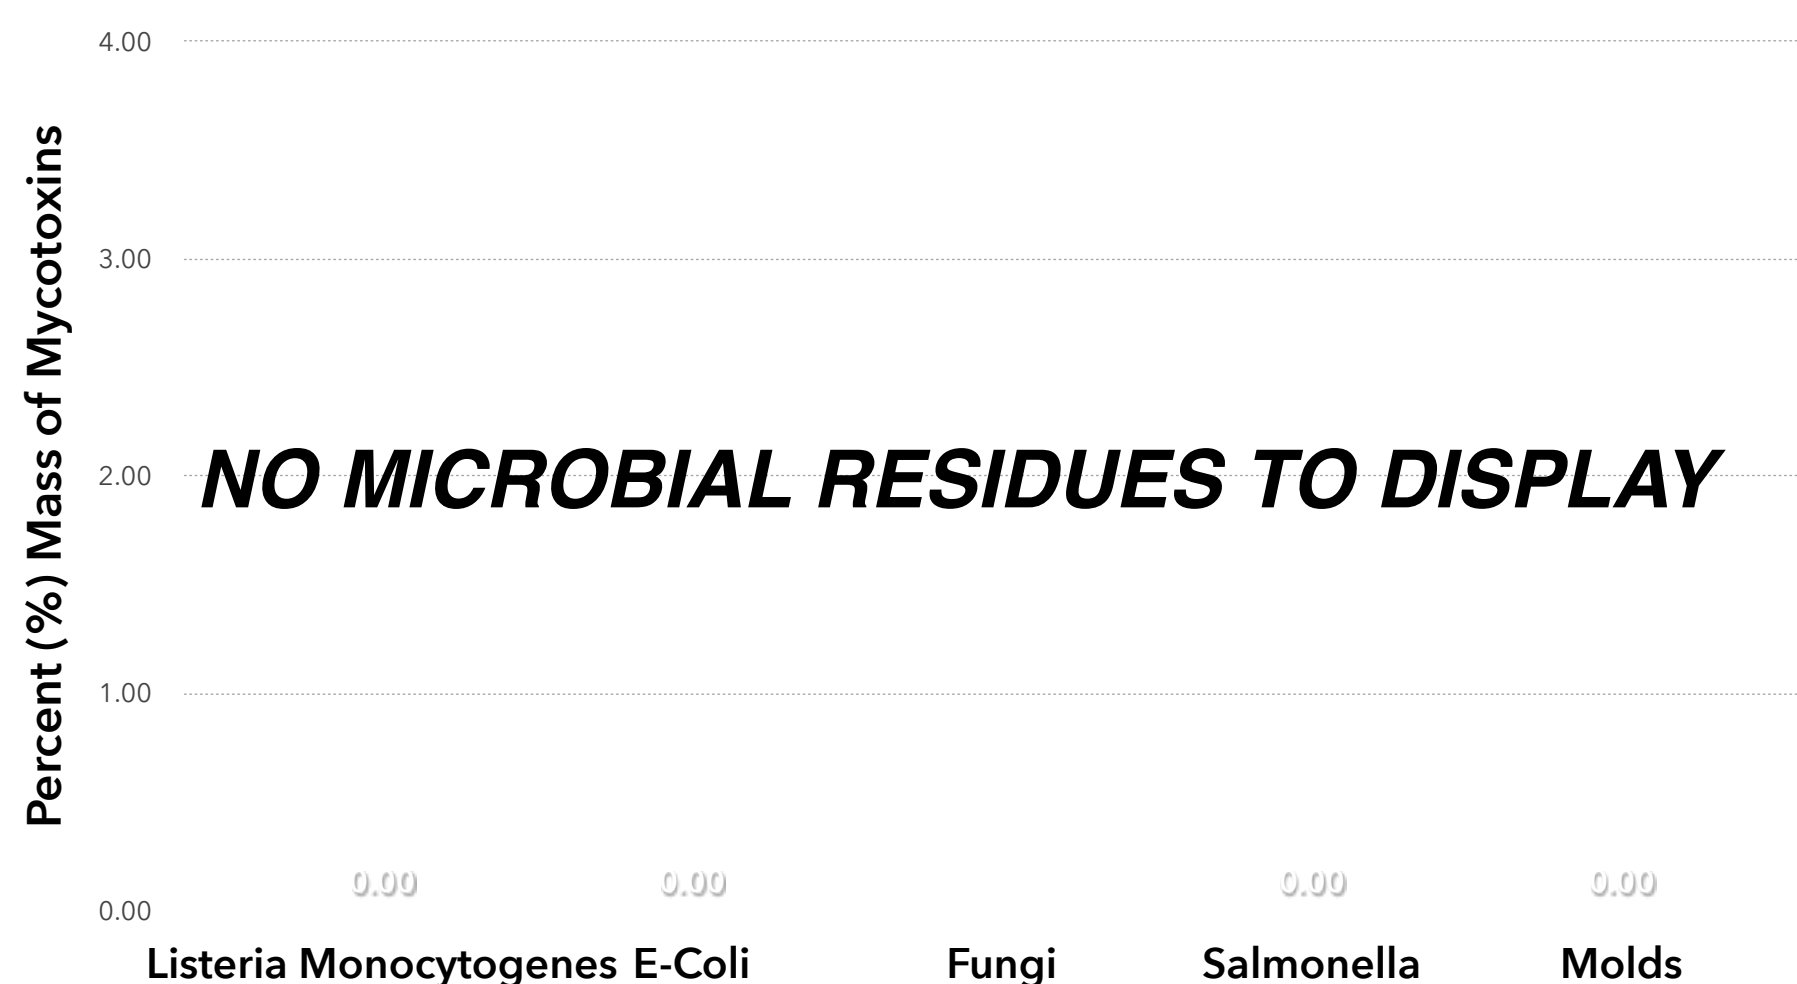 4.00
3.00
2.00
1.00
0.00
Percent (%) Mass of Mycotoxins
NO MICROBIAL RESIDUES TO DISPLAY
0.00 0.00 0.00 0.00
Listeria Monocytogenes E-Coli Fungi Salmonella Molds